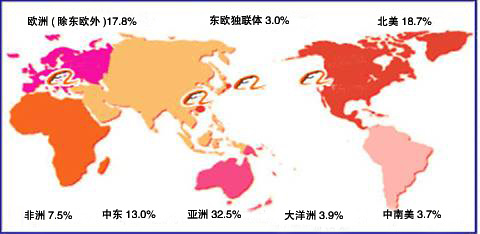 欧洲(除东欧外)17.8%
东欧独联体 3.0%
北美 18.7%
非洲 7.5%
中东 13.0%
亚洲 32.5%
大洋洲 3.9%
中南美 3.7%